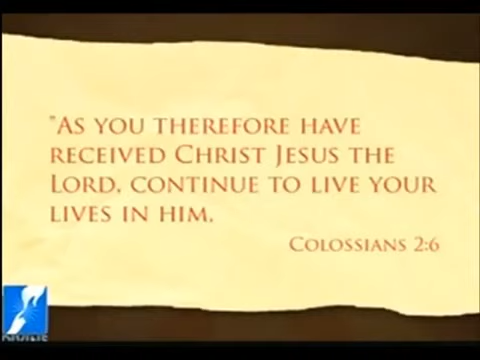 "As you therefore have
received Christ Jesus the
Lord, continue to live your
lives in him,
Colossians 2:6